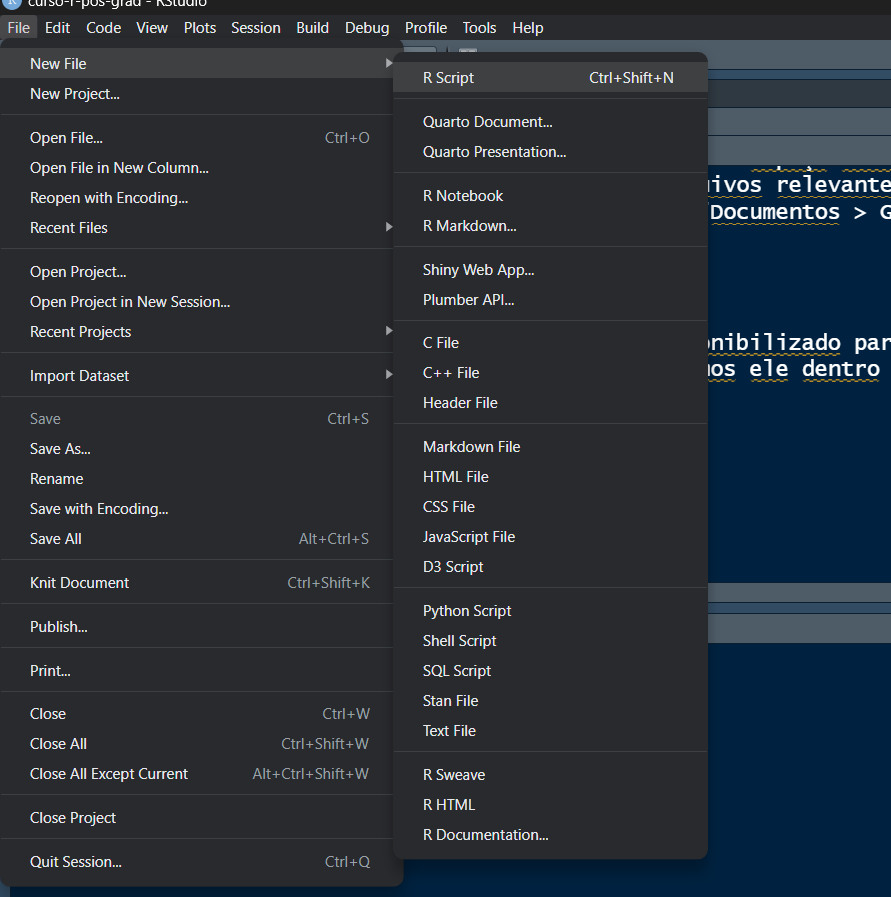 curso-r-pos-grad - RStudio
File Edit Code View Plots Session Build Debug Profile Tools Help
New File
New Project...
Open File... Ctrl+O
Open File in New Column...
Reopen with Encoding...
Recent Files
Open Project...
Open Project in New Session...
Recent Projects
Import Dataset
Save Ctrl+S
Save As...
Rename
Save with Encoding...
Save All Alt+Ctrl+S
Knit Document Ctrl+Shift+K
Publish...
Print...
Close Ctrl+W
Close All Ctrl+Shift+W
Close All Except Current Alt+Ctrl+Shift+W
Close Project
Quit Session... Ctrl+Q
R Script Ctrl+Shift+N
Quarto Document...
Quarto Presentation...
R Notebook
R Markdown...
Shiny Web App...
Plumber API...
C File
C++ File
Header File
Markdown File
HTML File
CSS File
JavaScript File
D3 Script
Python Script
Shell Script
SQL Script
Stan File
Text File
R Sweave
R HTML
R Documentation...
ivos relevante
Documentos > G
onibilizado par
mos ele dentro